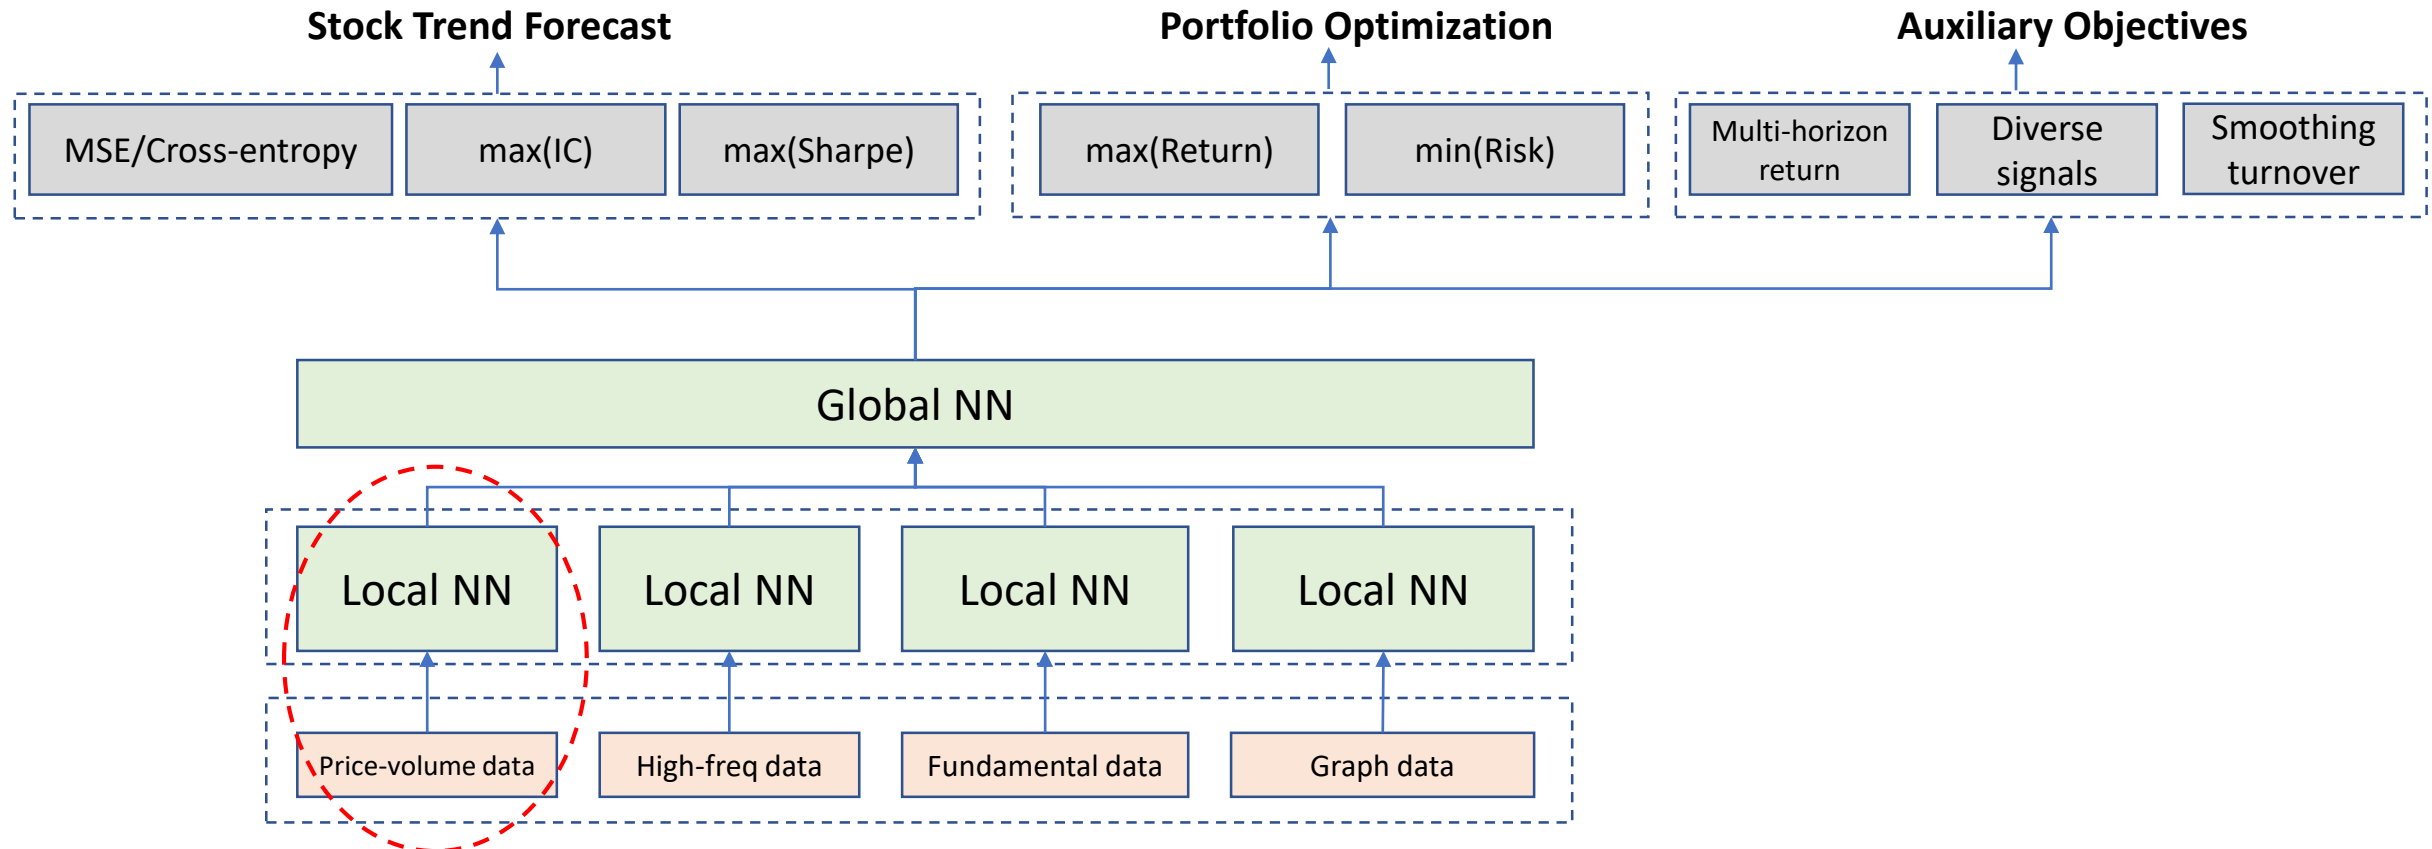 Stock Trend Forecast
Portfolio Optimization
Auxiliary Objectives
MSE/Cross-entropy
max(IC)
max(Sharpe)
max(Return)
min(Risk)
Multi-horizon
return
Diverse
signals
Smoothing
turnover
Global NN
Local NN
Local NN
Local NN
Local NN
Price-volume data
High-freq data
Fundamental data
Graph data